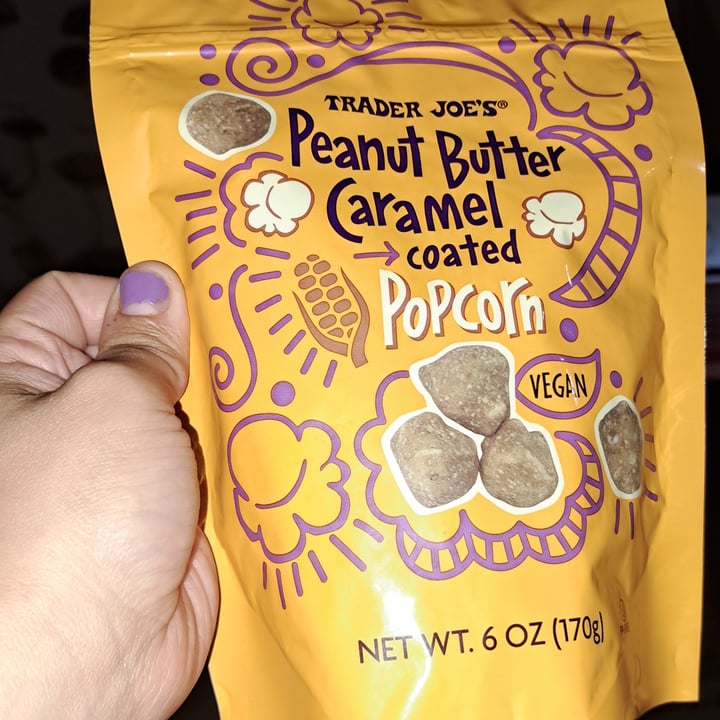 TRADER JOE'S®
Peanut Butter
Caramel
coated
POPCorn
VEGAN
NET WT. 6 OZ (170g)